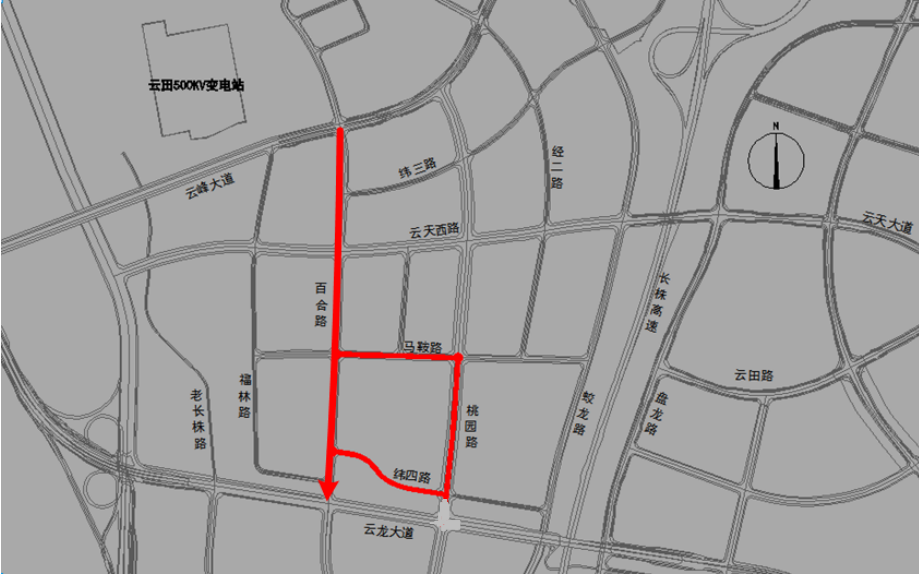 N
云田500KV变电站
经二路
纬三路
云峰大道
云天大道
云天西路
长株高速
百合路
马鞍路
云田路
福林路
老长株路
蛟龙路
盘龙路
桃园路
纬四路
云龙大道